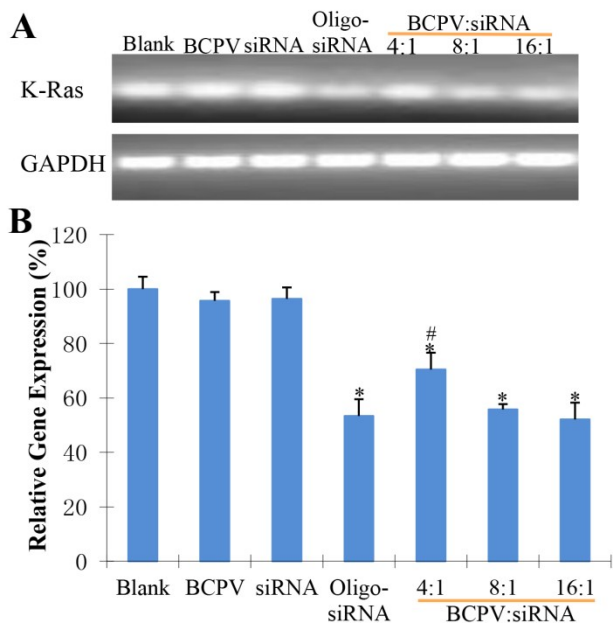 A
Blank BCPV siRNA Oligo-siRNA BCPV:siRNA
4:1 8:1 16:1
K-Ras
GAPDH
B
Relative Gene Expression (%)
120
100
80
60
40
20
0
*
#
*
*
*
Blank BCPV siRNA Oligo-siRNA 4:1 8:1 16:1
BCPV:siRNA